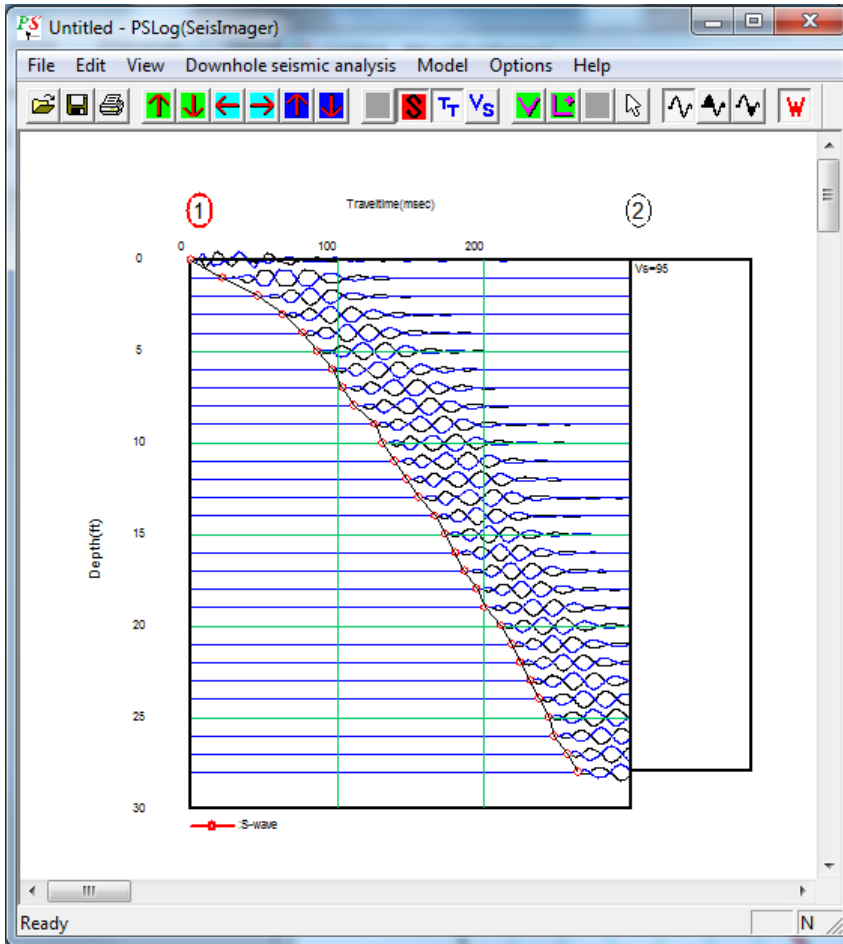 PS Untitled - PSLog(SeisImager)
File Edit View Downhole seismic analysis Model Options Help
S TT VS W
1 Traveltime(msec) 2
0 100 200
0 Vs=95
5
10
15
Depth(ft)
20
25
30
:S-wave
Ready N